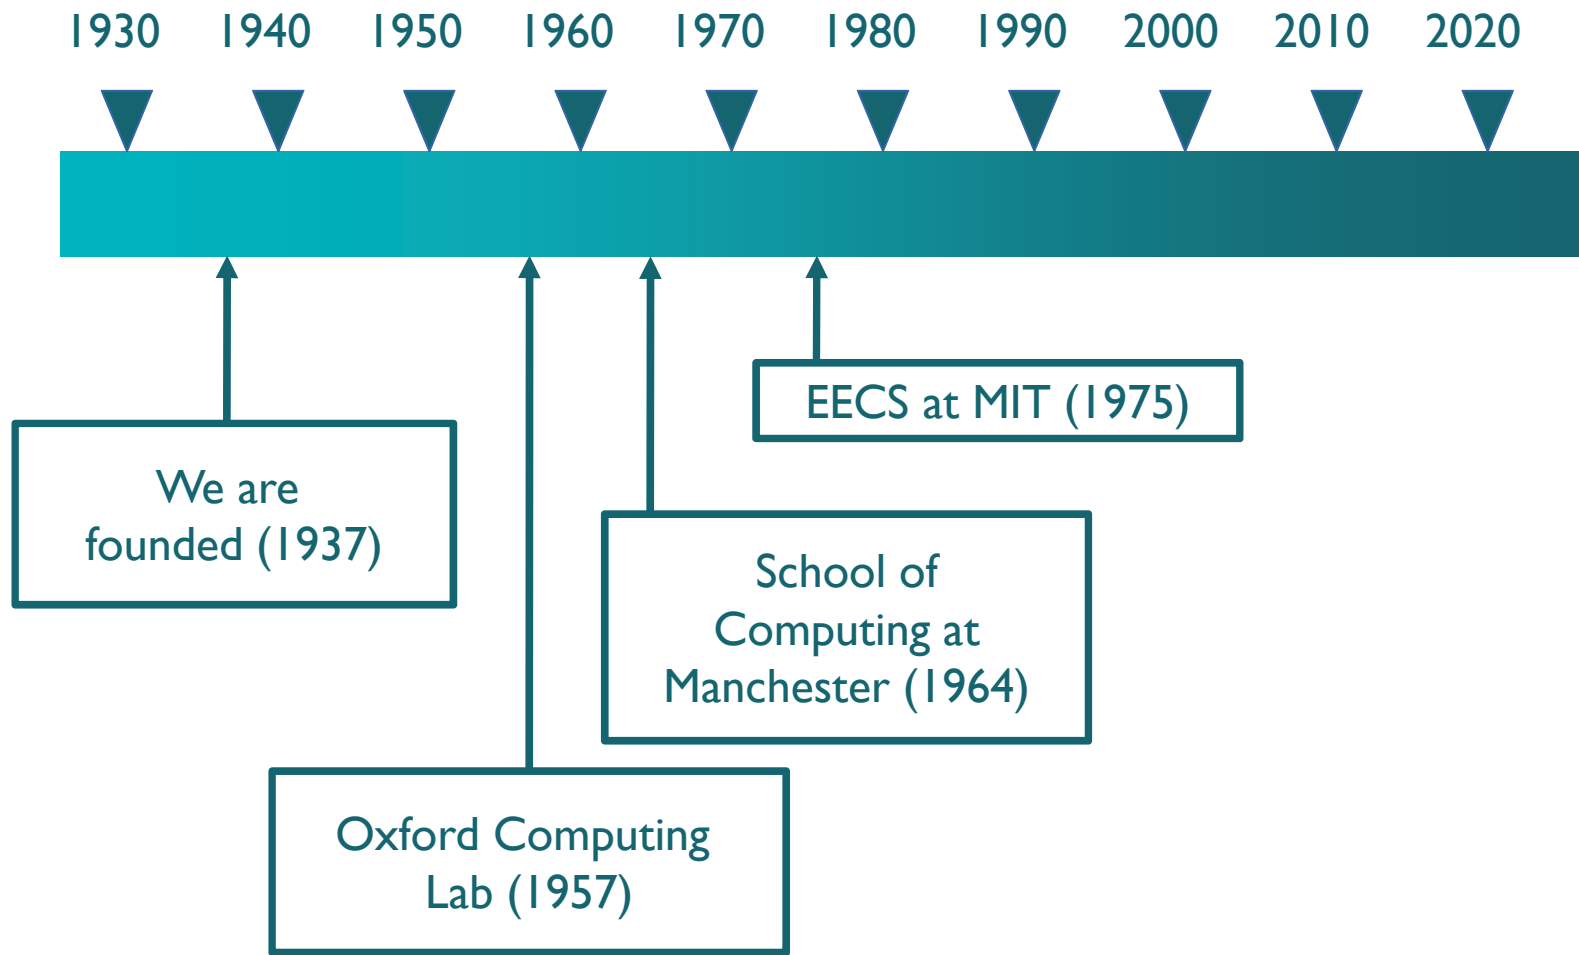 1930 1940 1950 1960 1970 1980 1990 2000 2010 2020
We are
founded (1937)
Oxford Computing
Lab (1957)
School of
Computing at
Manchester (1964)
EECS at MIT (1975)